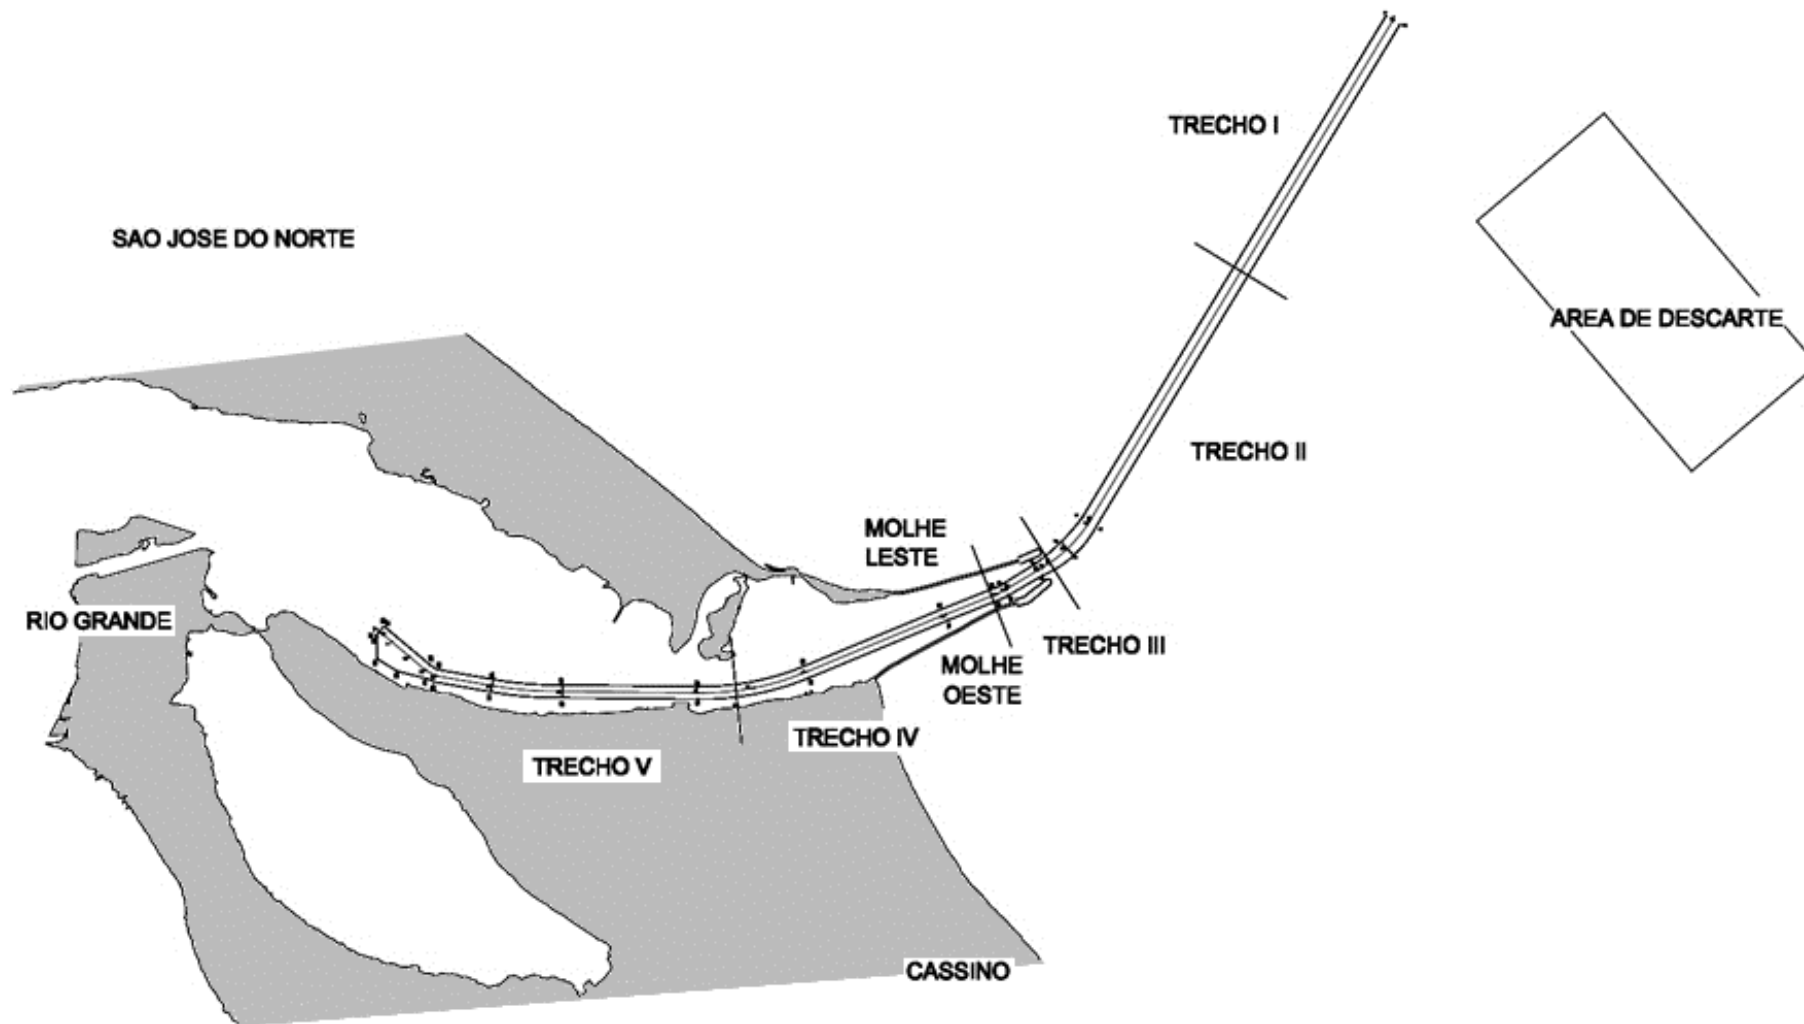 TRECHO I
SAO JOSE DO NORTE
AREA DE DESCARTE
TRECHO II
MOLHE
LESTE
RIO GRANDE
TRECHO III
MOLHE
OESTE
TRECHO IV
TRECHO V
CASSINO